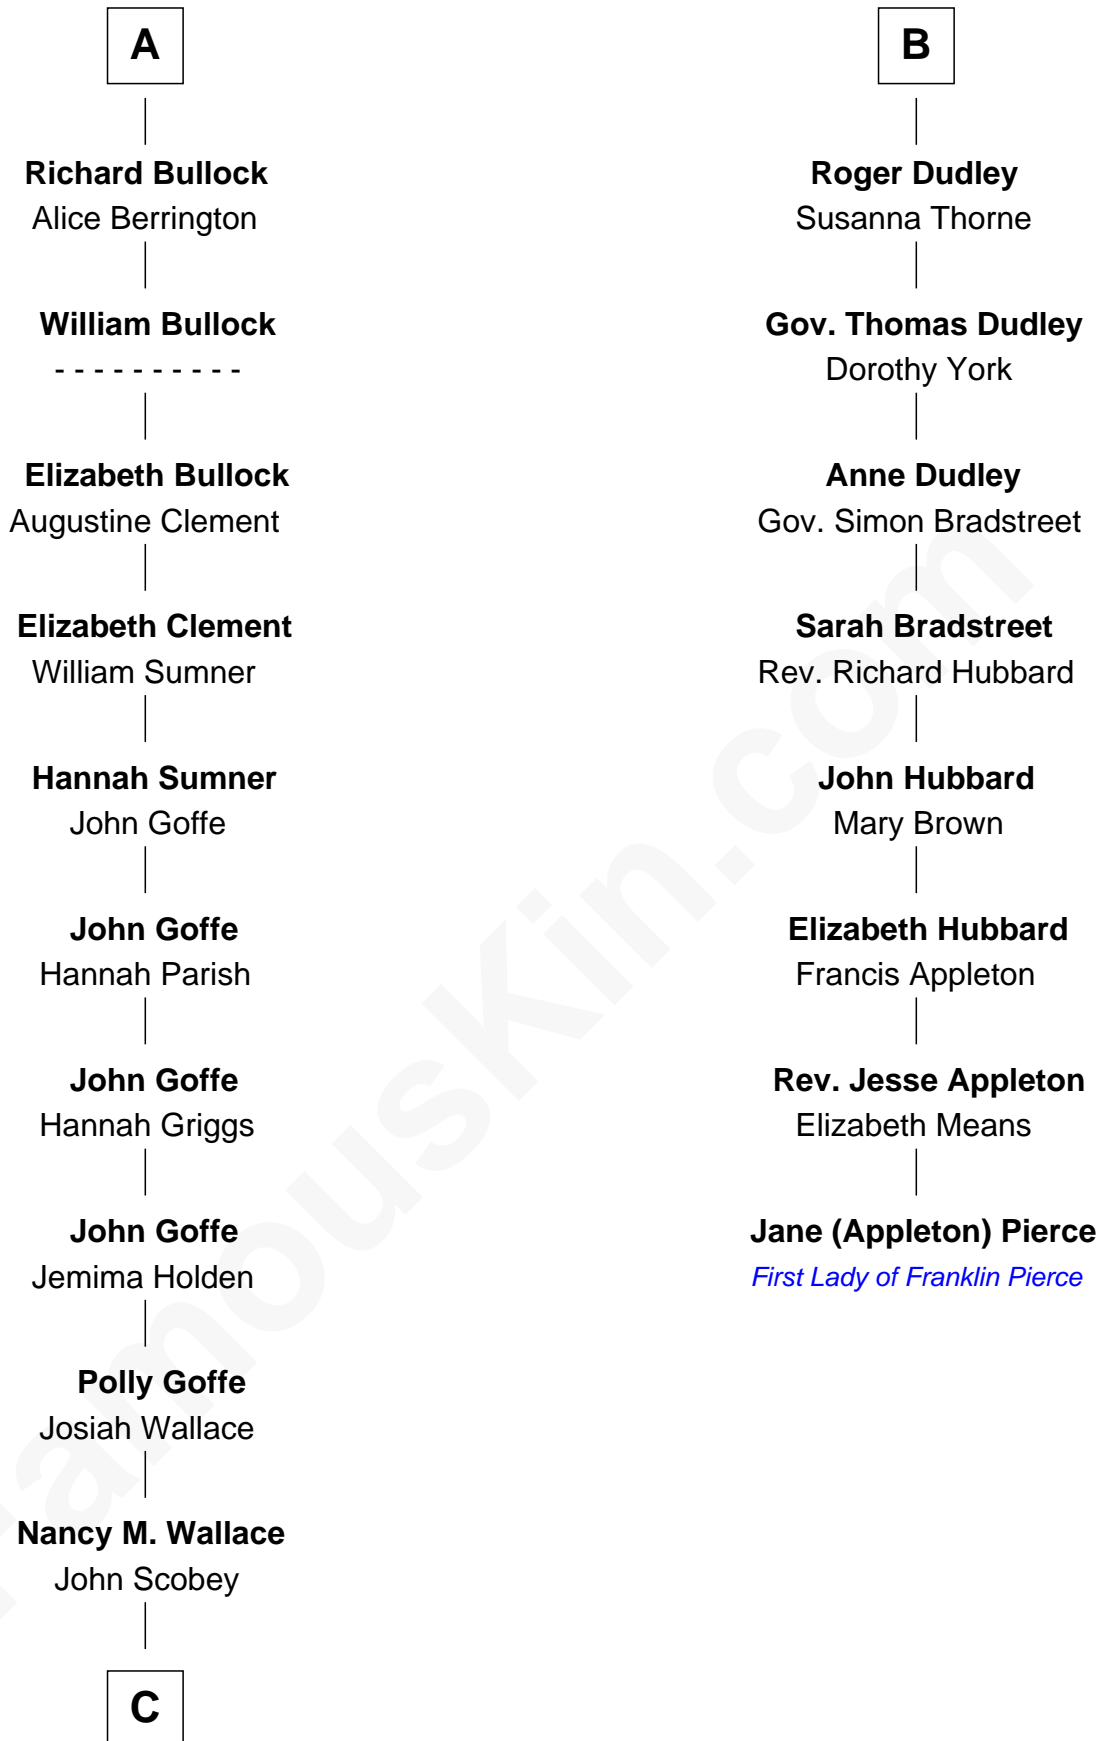 A
Richard Bullock
Alice Berrington
William Bullock
- - - - - - - - - -
Elizabeth Bullock
Augustine Clement
Elizabeth Clement
William Sumner
Hannah Sumner
John Goffe
John Goffe
Hannah Parish
John Goffe
Hannah Griggs
John Goffe
Jemima Holden
Polly Goffe
Josiah Wallace
Nancy M. Wallace
John Scobey
C
B
Roger Dudley
Susanna Thorne
Gov. Thomas Dudley
Dorothy York
Anne Dudley
Gov. Simon Bradstreet
Sarah Bradstreet
Rev. Richard Hubbard
John Hubbard
Mary Brown
Elizabeth Hubbard
Francis Appleton
Rev. Jesse Appleton
Elizabeth Means
Jane (Appleton) Pierce
First Lady of Franklin Pierce
FamousKin.com